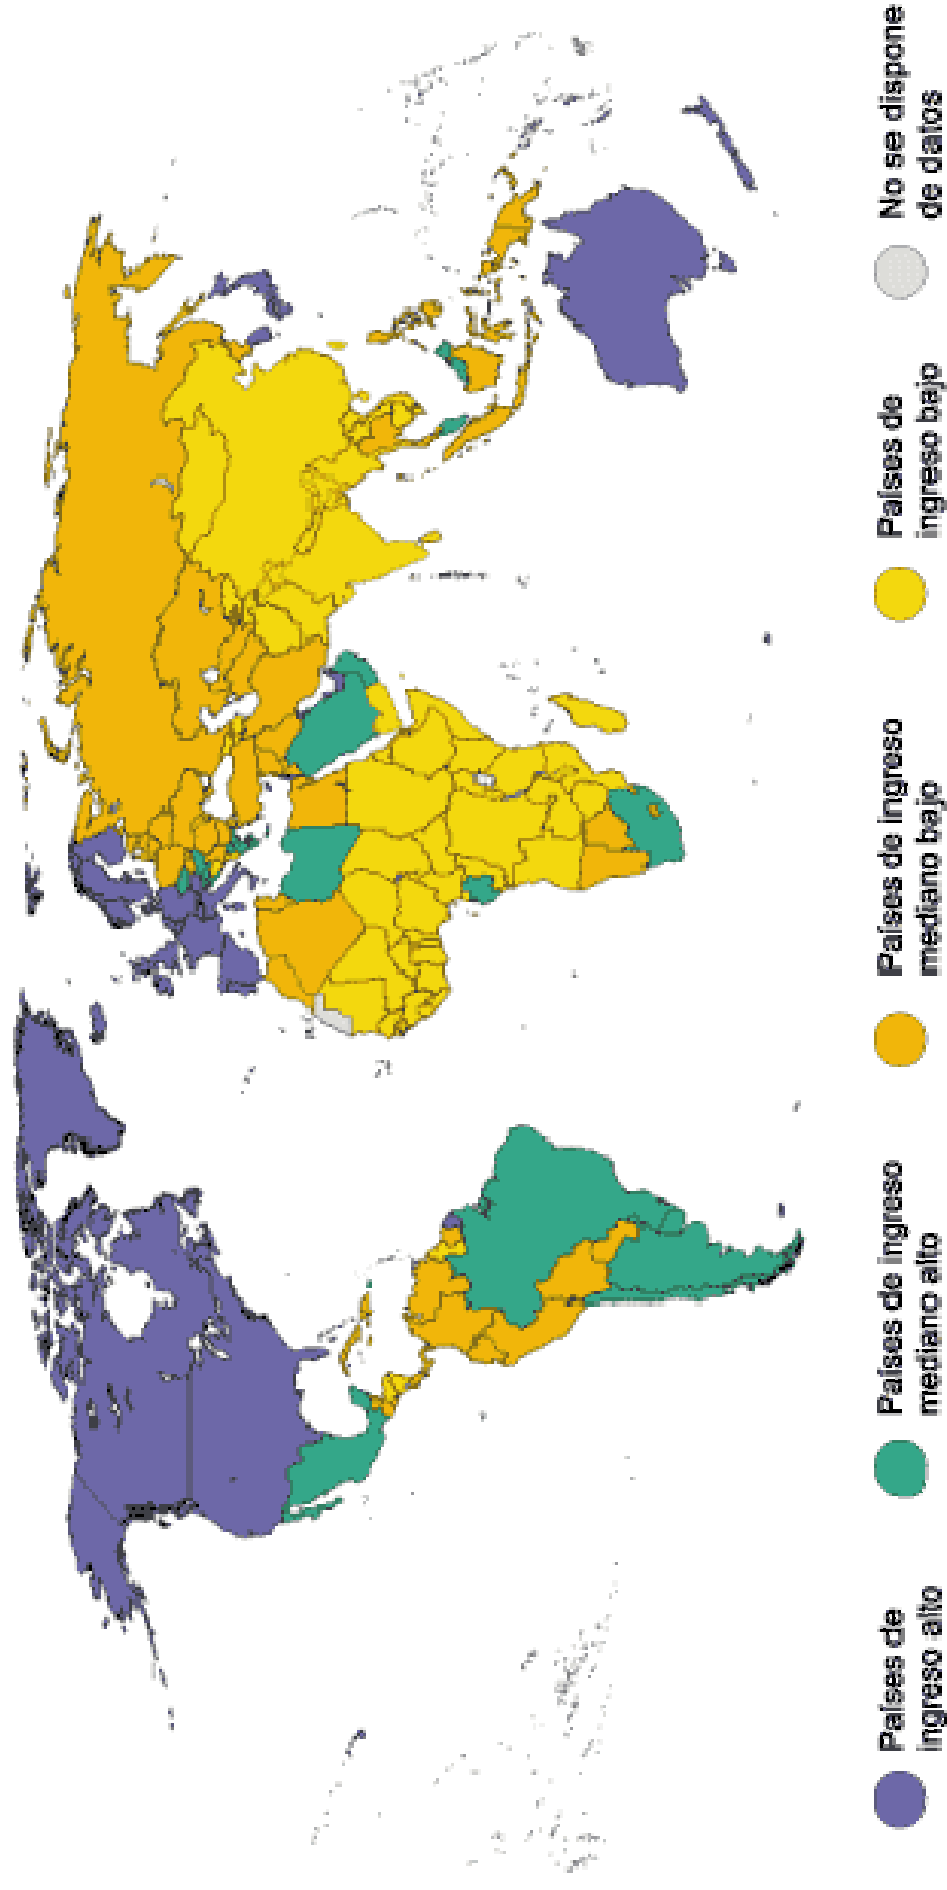 Países de
ingreso alto
Países de ingreso
mediano alto
Países de ingreso
mediano bajo
Países de
ingreso bajo
No se dispone
de datos